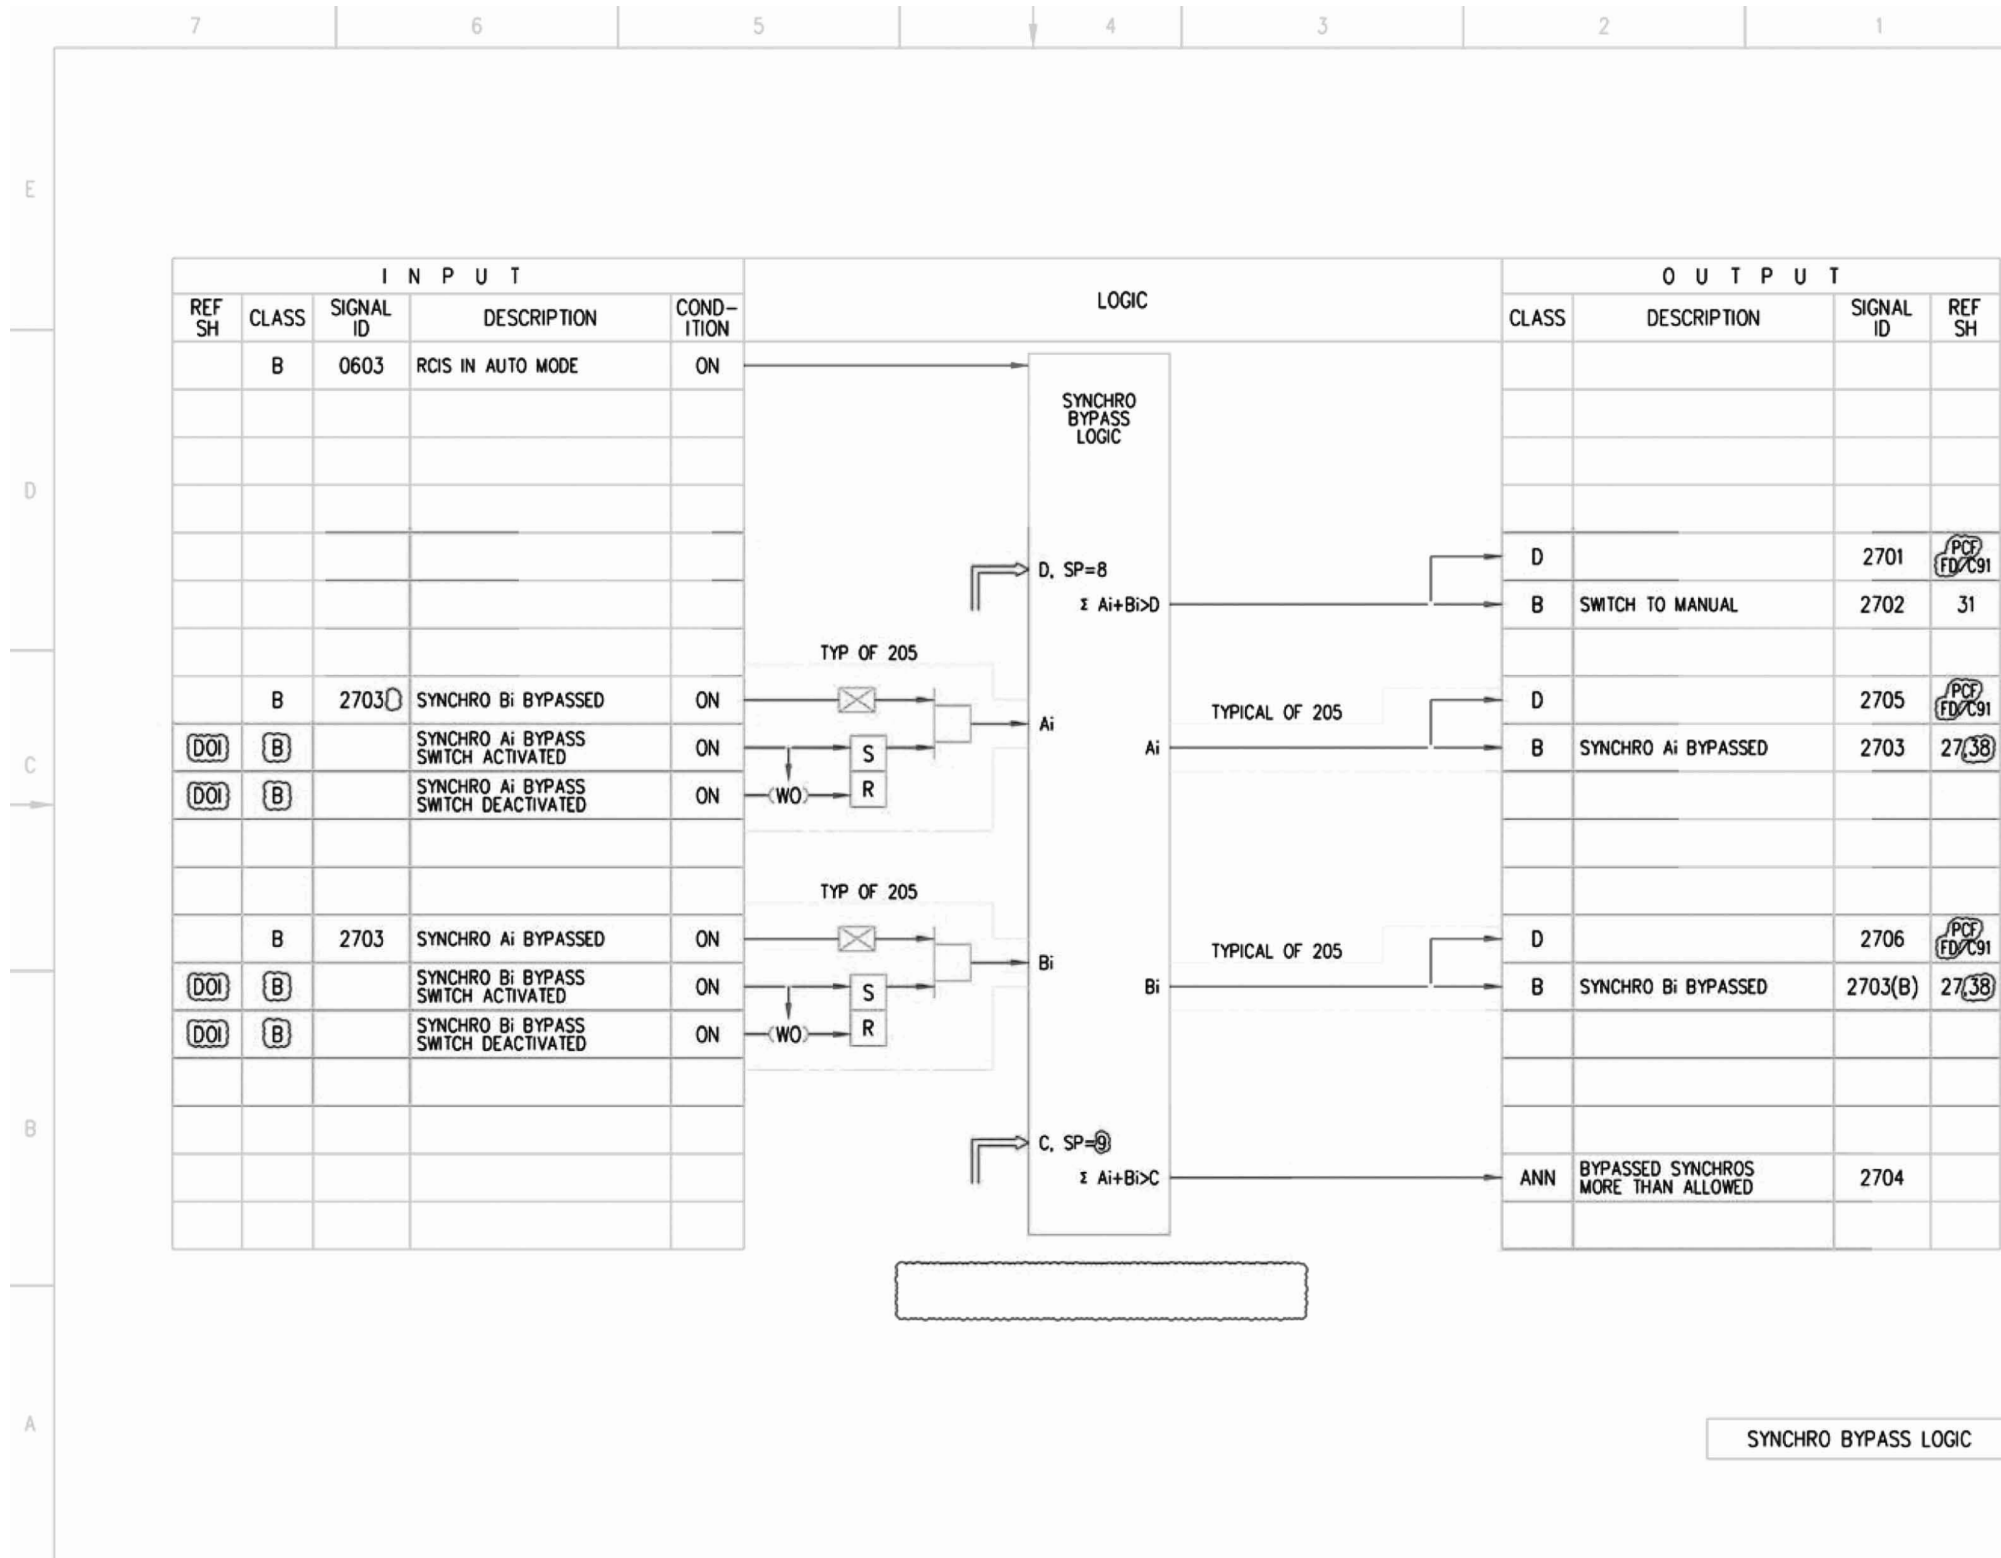 7 6 5 4 3 2 1
E
D
C
B
A
I N P U T
LOGIC
O U T P U T
REF SH CLASS SIGNAL ID DESCRIPTION COND-ITION
CLASS DESCRIPTION SIGNAL ID REF SH
B 0603 RCIS IN AUTO MODE ON
SYNCHRO
BYPASS
LOGIC
D, SP=8
D 2701 PCF FD/C91
Σ Ai+Bi>D
B SWITCH TO MANUAL 2702 31
TYP OF 205
B 2703 SYNCHRO Bi BYPASSED ON
Ai
TYPICAL OF 205
D 2705 PCF FD/C91
DOI B SYNCHRO Ai BYPASS SWITCH ACTIVATED ON
S
Ai
B SYNCHRO Ai BYPASSED 2703 27,38
DOI B SYNCHRO Ai BYPASS SWITCH DEACTIVATED ON
(WO)
R
TYP OF 205
B 2703 SYNCHRO Ai BYPASSED ON
Bi
TYPICAL OF 205
D 2706 PCF FD/C91
DOI B SYNCHRO Bi BYPASS SWITCH ACTIVATED ON
S
Bi
B SYNCHRO Bi BYPASSED 2703(B) 27,38
DOI B SYNCHRO Bi BYPASS SWITCH DEACTIVATED ON
(WO)
R
C, SP=9
Σ Ai+Bi>C
ANN BYPASSED SYNCHROS MORE THAN ALLOWED 2704
SYNCHRO BYPASS LOGIC